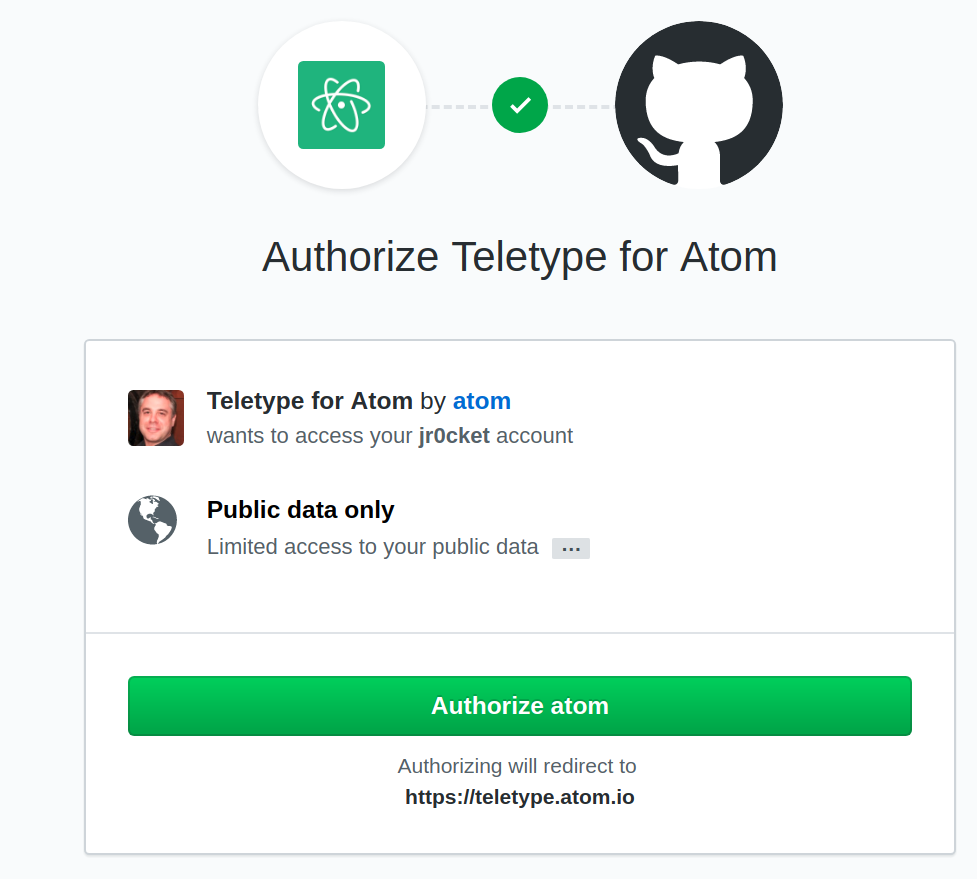 Authorize Teletype for Atom
Teletype for Atom by atom
wants to access your jr0cket account
Public data only
Limited access to your public data ...
Authorize atom
Authorizing will redirect to
https://teletype.atom.io